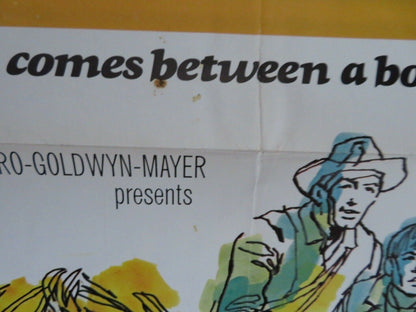 comes between a bo
RO-GOLDWYN-MAYER
presents